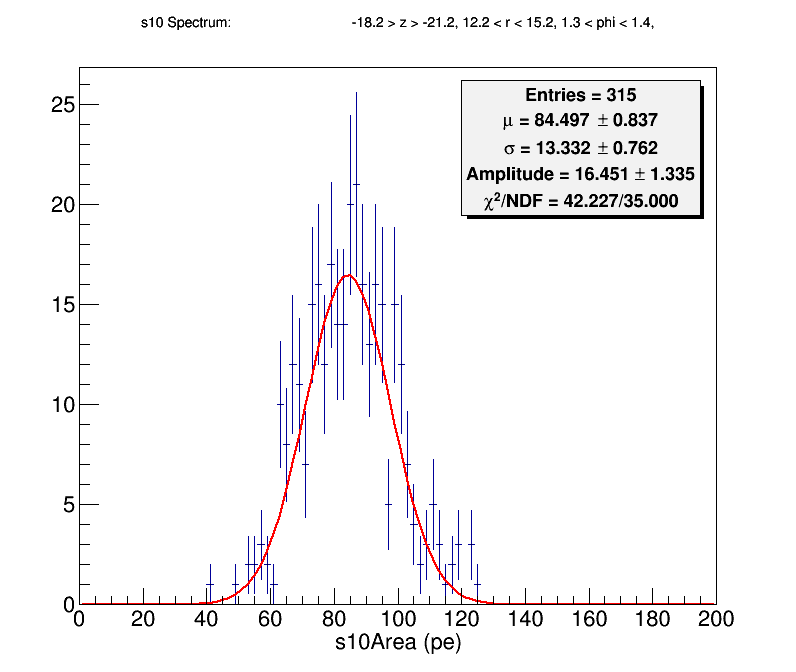 s10 Spectrum: -18.2 > z > -21.2, 12.2 < r < 15.2, 1.3 < phi < 1.4,
Entries = 315
μ = 84.497 ± 0.837
σ = 13.332 ± 0.762
Amplitude = 16.451 ± 1.335
χ²/NDF = 42.227/35.000
25
20
15
10
5
0
0 20 40 60 80 100 120 140 160 180 200
s10Area (pe)